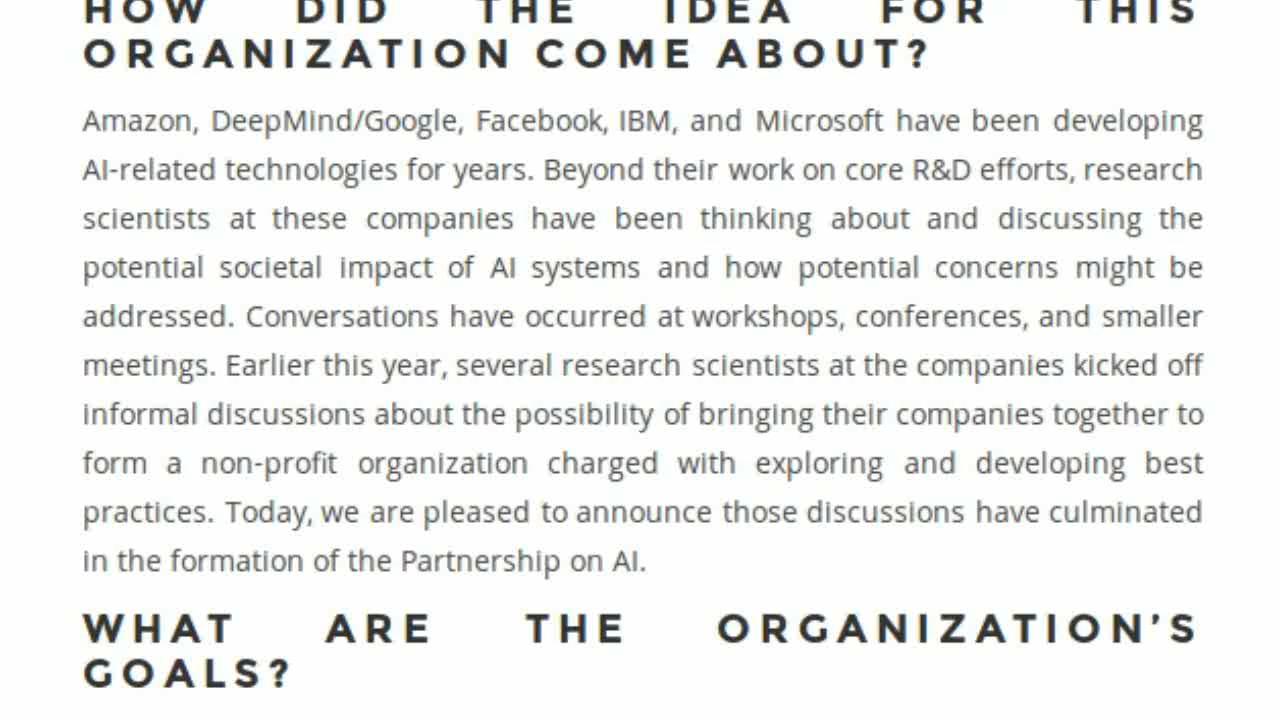 HOW DID THE IDEA FOR THIS
ORGANIZATION COME ABOUT?
Amazon, DeepMind/Google, Facebook, IBM, and Microsoft have been developing
AI-related technologies for years. Beyond their work on core R&D efforts, research
scientists at these companies have been thinking about and discussing the
potential societal impact of AI systems and how potential concerns might be
addressed. Conversations have occurred at workshops, conferences, and smaller
meetings. Earlier this year, several research scientists at the companies kicked off
informal discussions about the possibility of bringing their companies together to
form a non-profit organization charged with exploring and developing best
practices. Today, we are pleased to announce those discussions have culminated
in the formation of the Partnership on AI.
WHAT ARE THE ORGANIZATION’S
GOALS?